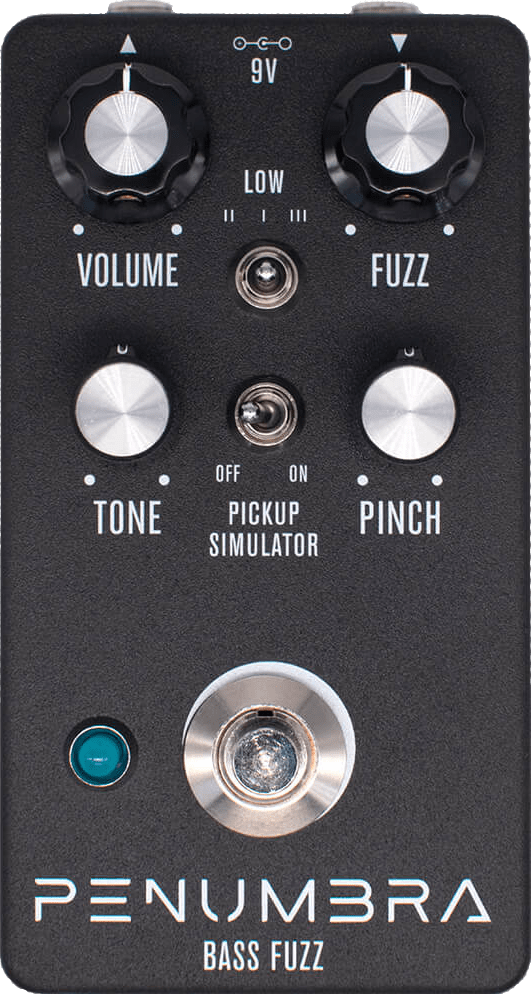 9V
LOW
II I III
VOLUME
FUZZ
OFF ON
TONE
PICKUP
SIMULATOR
PINCH
PENUMBRA
BASS FUZZ